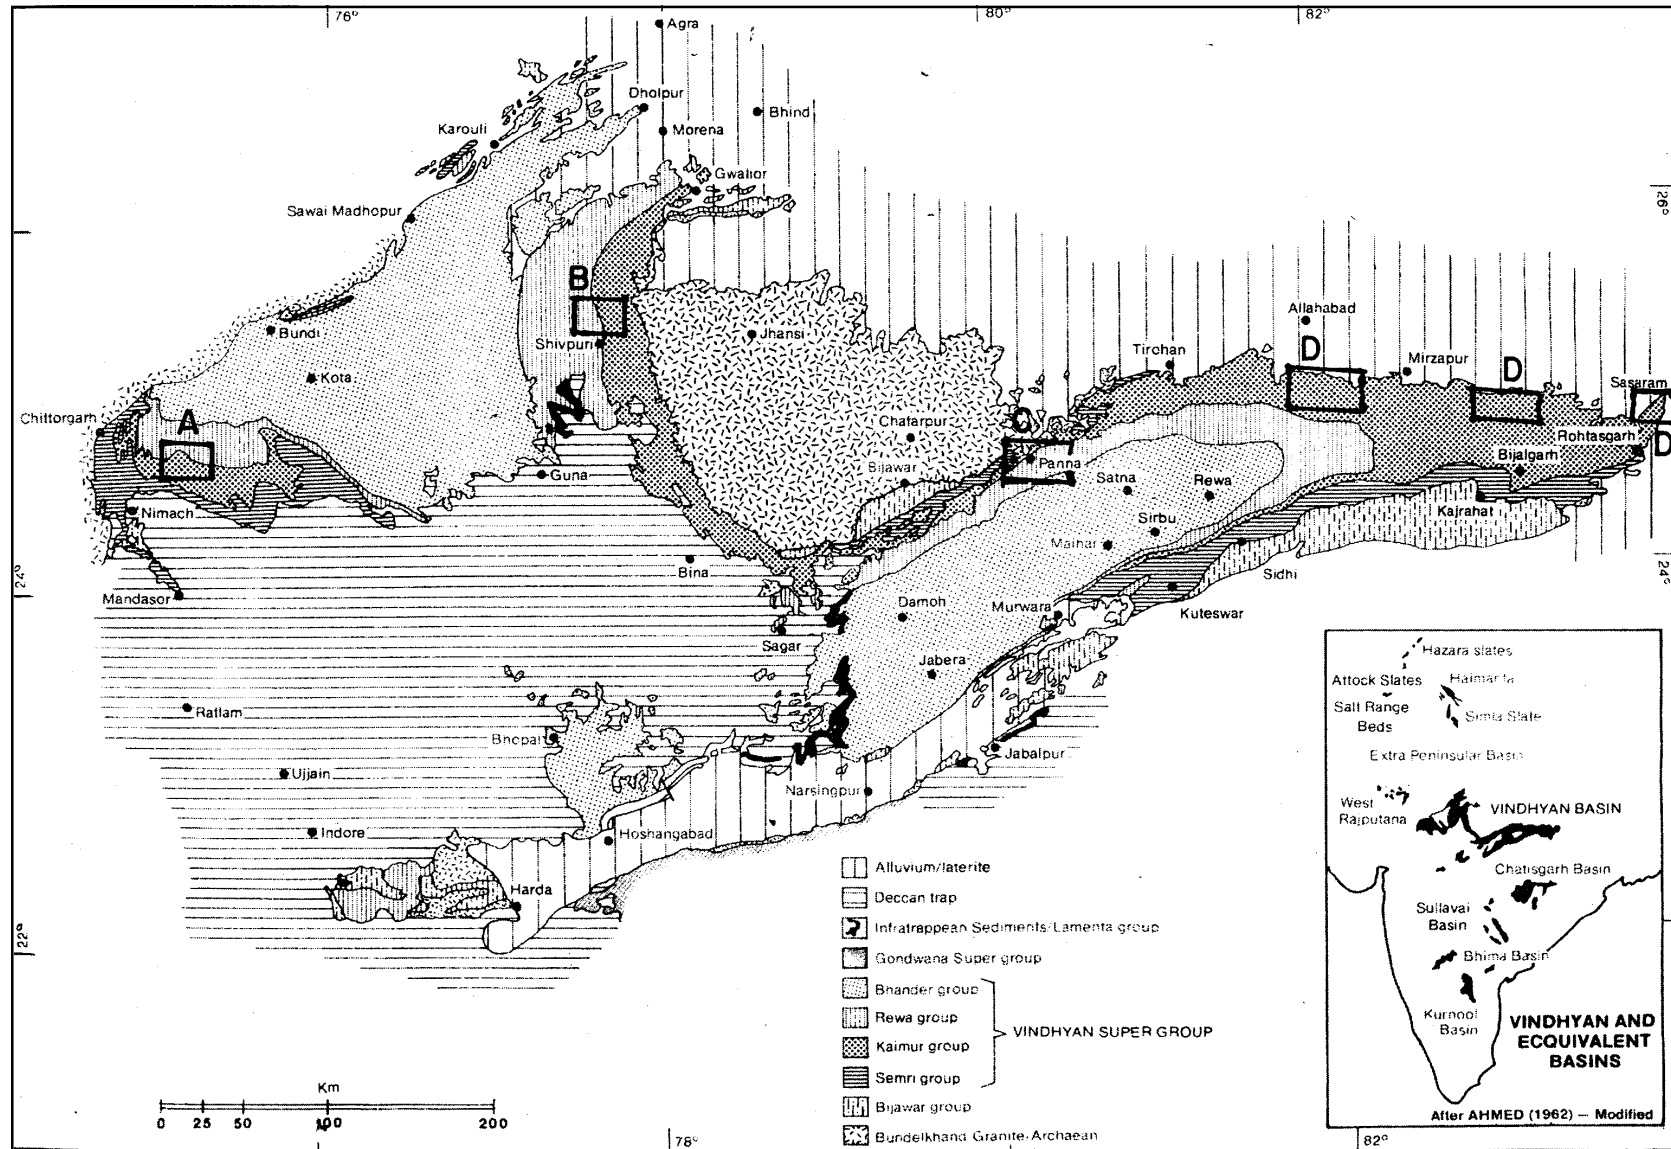 76°
80°
82°
Agra
Dholpur
Bhind
Karouli
Morena
Gwalior
26°
Sawai Madhopur
B
Allahabad
Bundi
Jhansi
Shivpuri
Tirohan
D
Mirzapur
D
Kota
Sasaram
Chittorgarh
A
Chatarpur
C
Rohtasgarh
D
Bijawar
Panna
Bijalgarh
Guna
Satna
Rewa
Nimach
Kajrahat
Sirbu
Maihar
24°
Bina
Sidhi
24°
Mandasor
Damoh
Murwara
Kuteswar
Sagar
Jabera
Ratlam
Bhopal
Jabalpur
Ujjain
Narsingpur
Indore
Hoshangabad
Harda
22°
Alluvium/laterite
Deccan trap
Infratrappean Sediments/Lamenta group
Gondwana Super group
Bhander group
Rewa group
VINDHYAN SUPER GROUP
Kaimur group
Semri group
Bijawar group
Bundelkhand Granite-Archaean
Km
0 25 50 100 200
78°
82°
Hazara slates
Attock Slates
Haimanta
Salt Range
Beds
Simla Slate
Extra Peninsular Basin
West
Rajputana
VINDHYAN BASIN
Chatisgarh Basin
Sullavai
Basin
Bhima Basin
Kurnool
Basin
VINDHYAN AND
ECQUIVALENT
BASINS
After AHMED (1962) — Modified